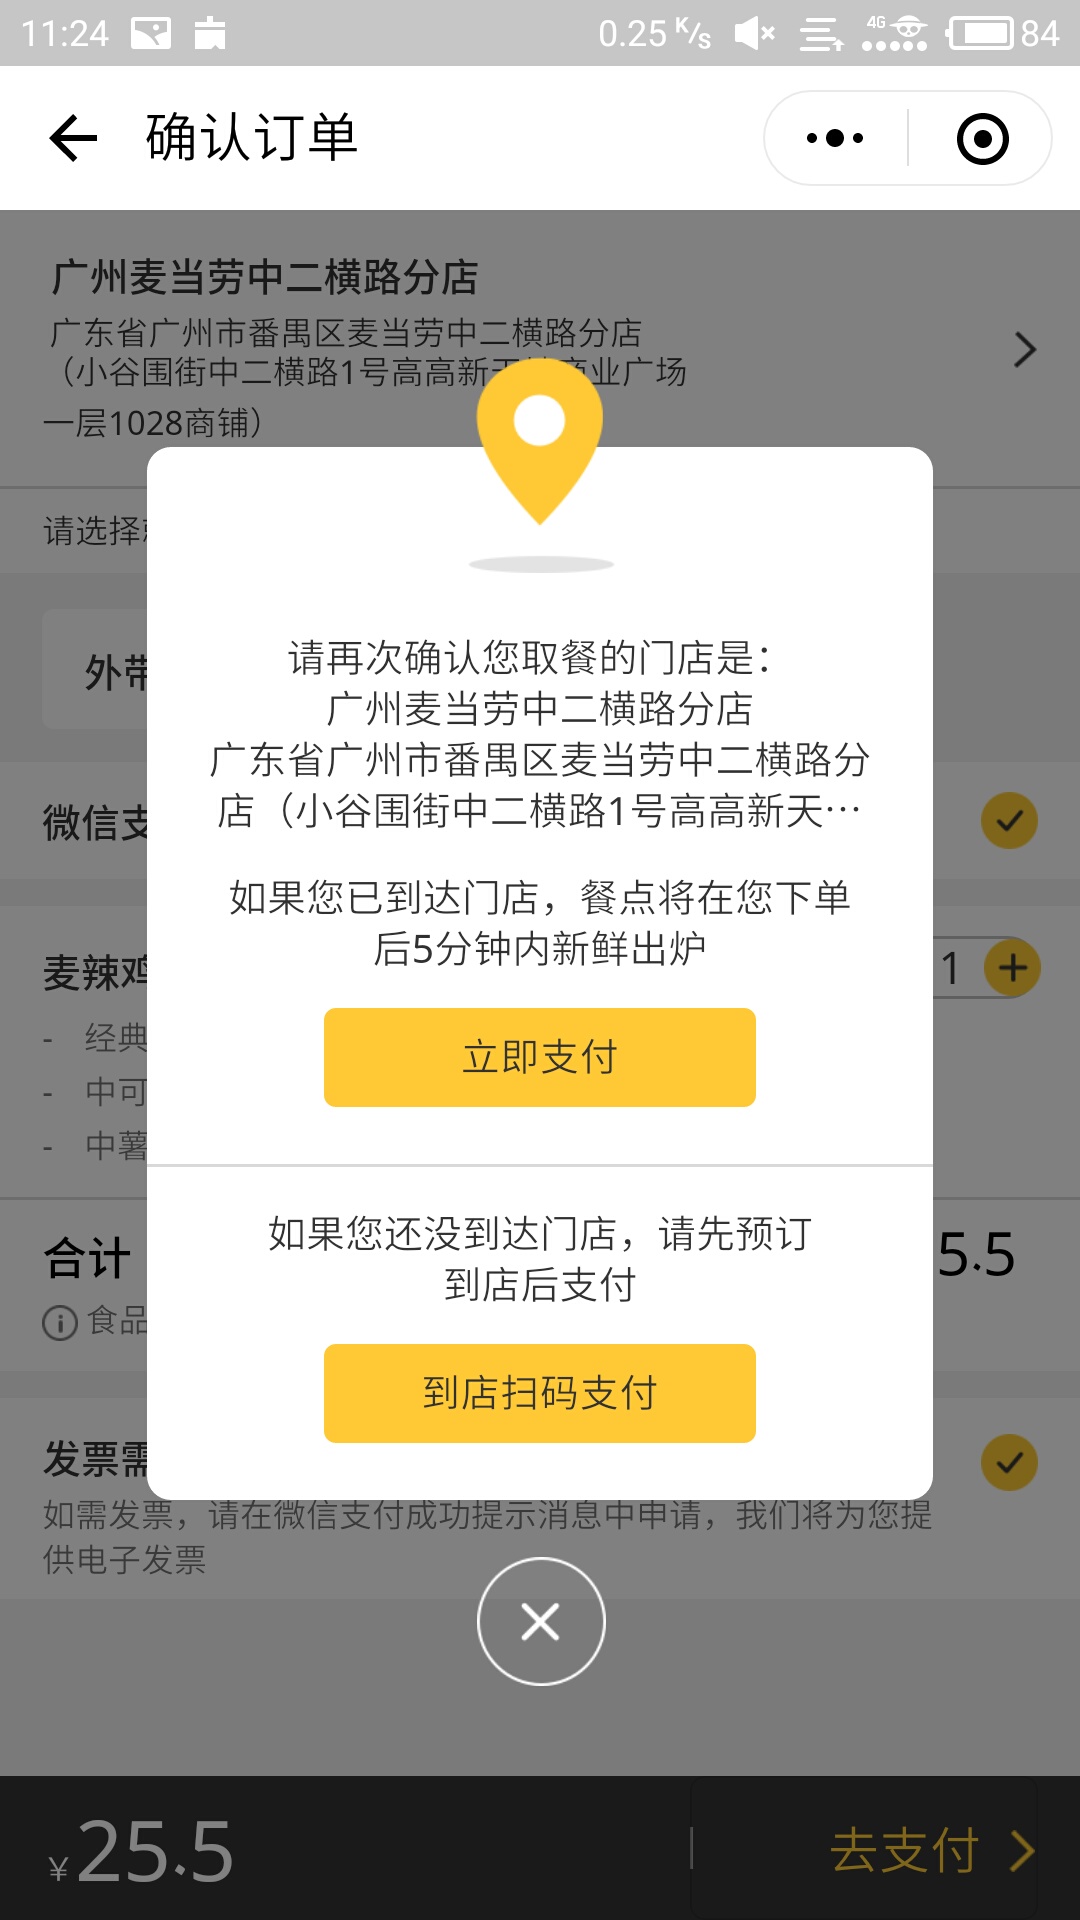 11:24
0.25 K/s
4G
84
确认订单
广州麦当劳中二横路分店
广东省广州市番禺区麦当劳中二横路分店
（小谷围街中二横路1号高高新天地商业广场
一层1028商铺）
请选择
外带
微信支
麦辣鸡
1
- 经典
- 中可
- 中薯
合计
5.5
食品
发票需
如需发票，请在微信支付成功提示消息中申请，我们将为您提
供电子发票
请再次确认您取餐的门店是：
广州麦当劳中二横路分店
广东省广州市番禺区麦当劳中二横路分
店（小谷围街中二横路1号高高新天…
如果您已到达门店，餐点将在您下单
后5分钟内新鲜出炉
立即支付
如果您还没到达门店，请先预订
到店后支付
到店扫码支付
¥25.5
去支付